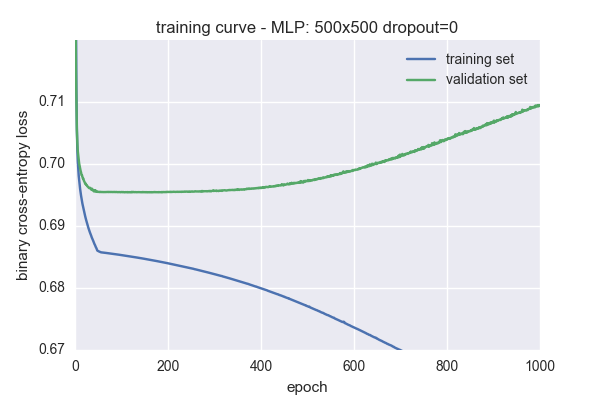 training curve - MLP: 500x500 dropout=0
training set
validation set
binary cross-entropy loss
0.71
0.70
0.69
0.68
0.67
0 200 400 600 800 1000
epoch